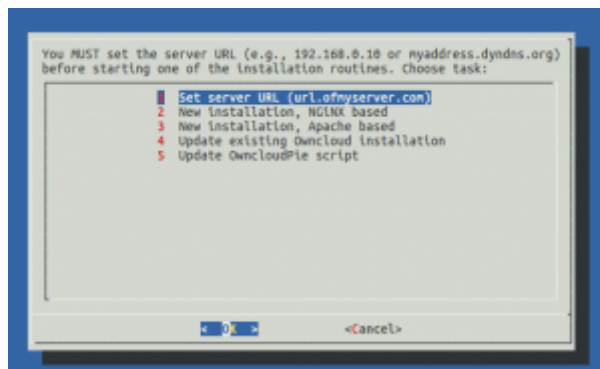 You MUST set the server URL (e.g., 192.168.0.10 or myaddress.dyndns.org)
before starting one of the installation routines. Choose task:
1 Set server URL (url.ofmyserver.com)
2 New installation, NGiNX based
3 New installation, Apache based
4 Update existing Owncloud installation
5 Update OwncloudPie script
< OK > <Cancel>